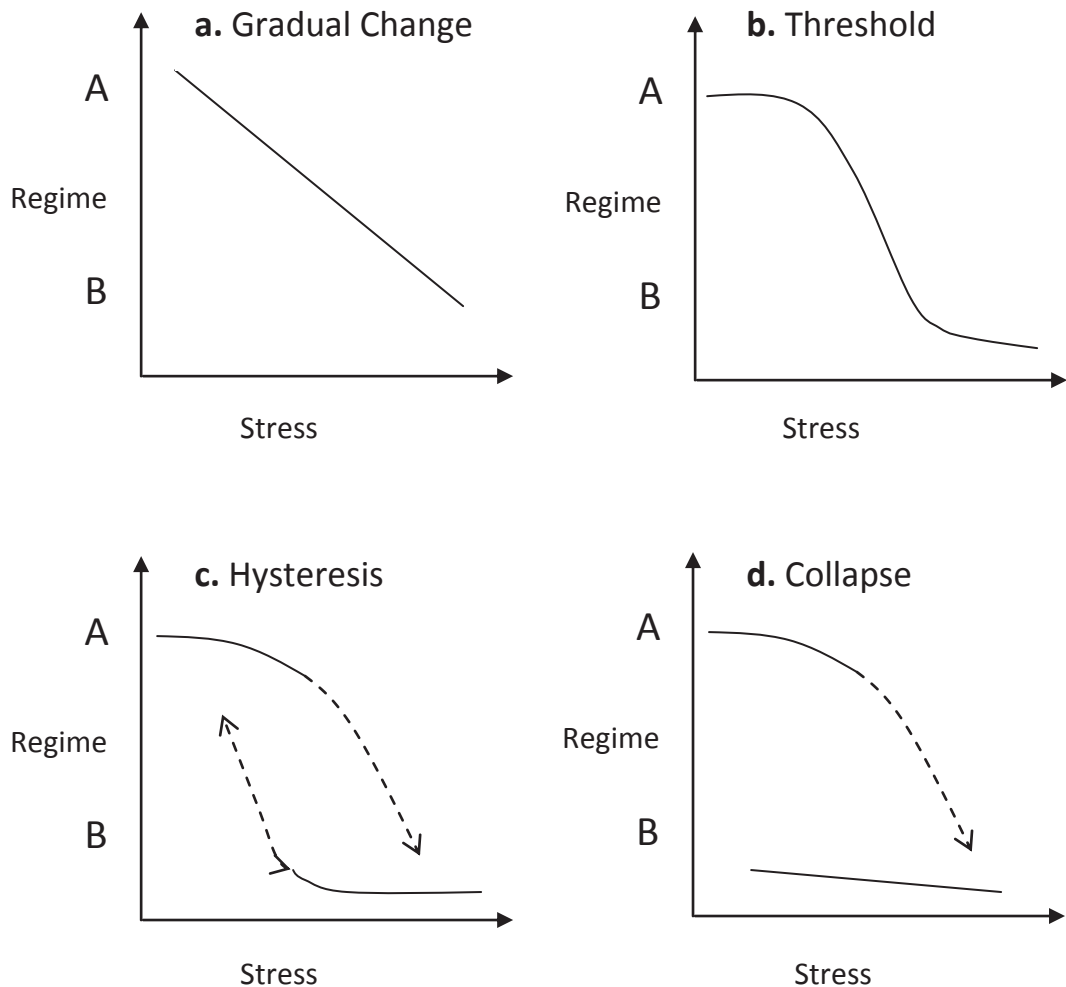 a. Gradual Change
A
Regime
B
Stress
b. Threshold
A
Regime
B
Stress
c. Hysteresis
A
Regime
B
Stress
d. Collapse
A
Regime
B
Stress